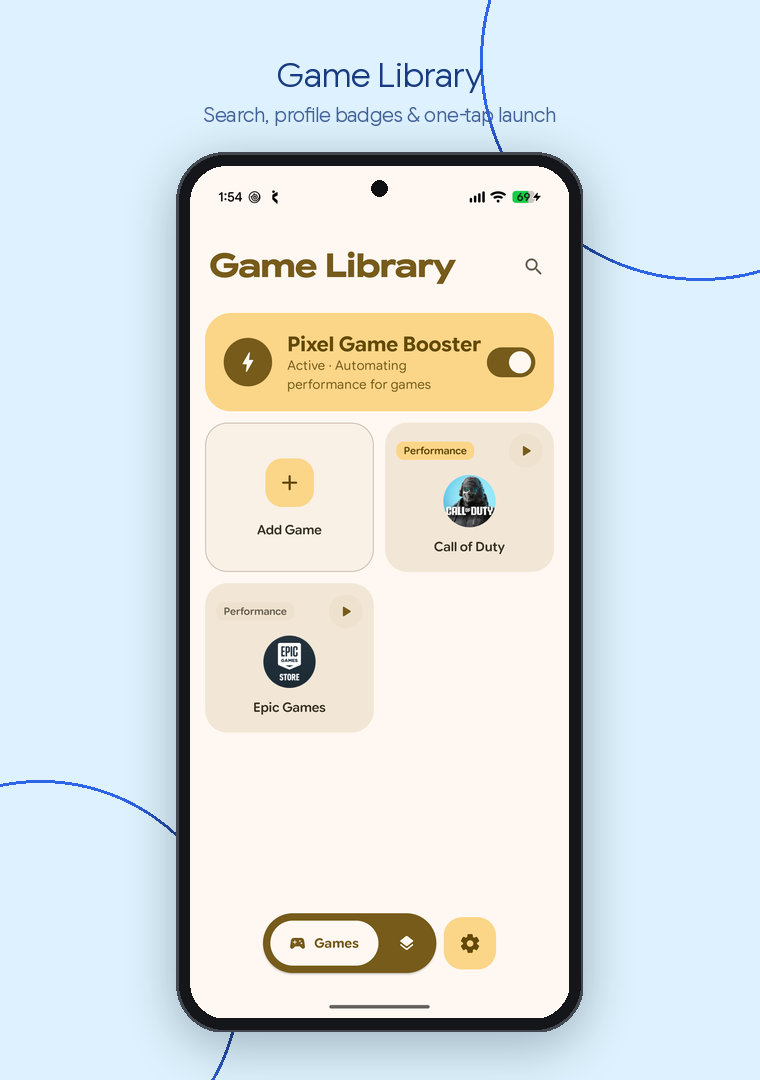 Game Library
Search, profile badges & one-tap launch
1:54
69
Game Library
Pixel Game Booster
Active · Automating
performance for games
Performance
CALL OF DUTY
Add Game
Call of Duty
Performance
EPIC
GAMES
STORE
Epic Games
Games